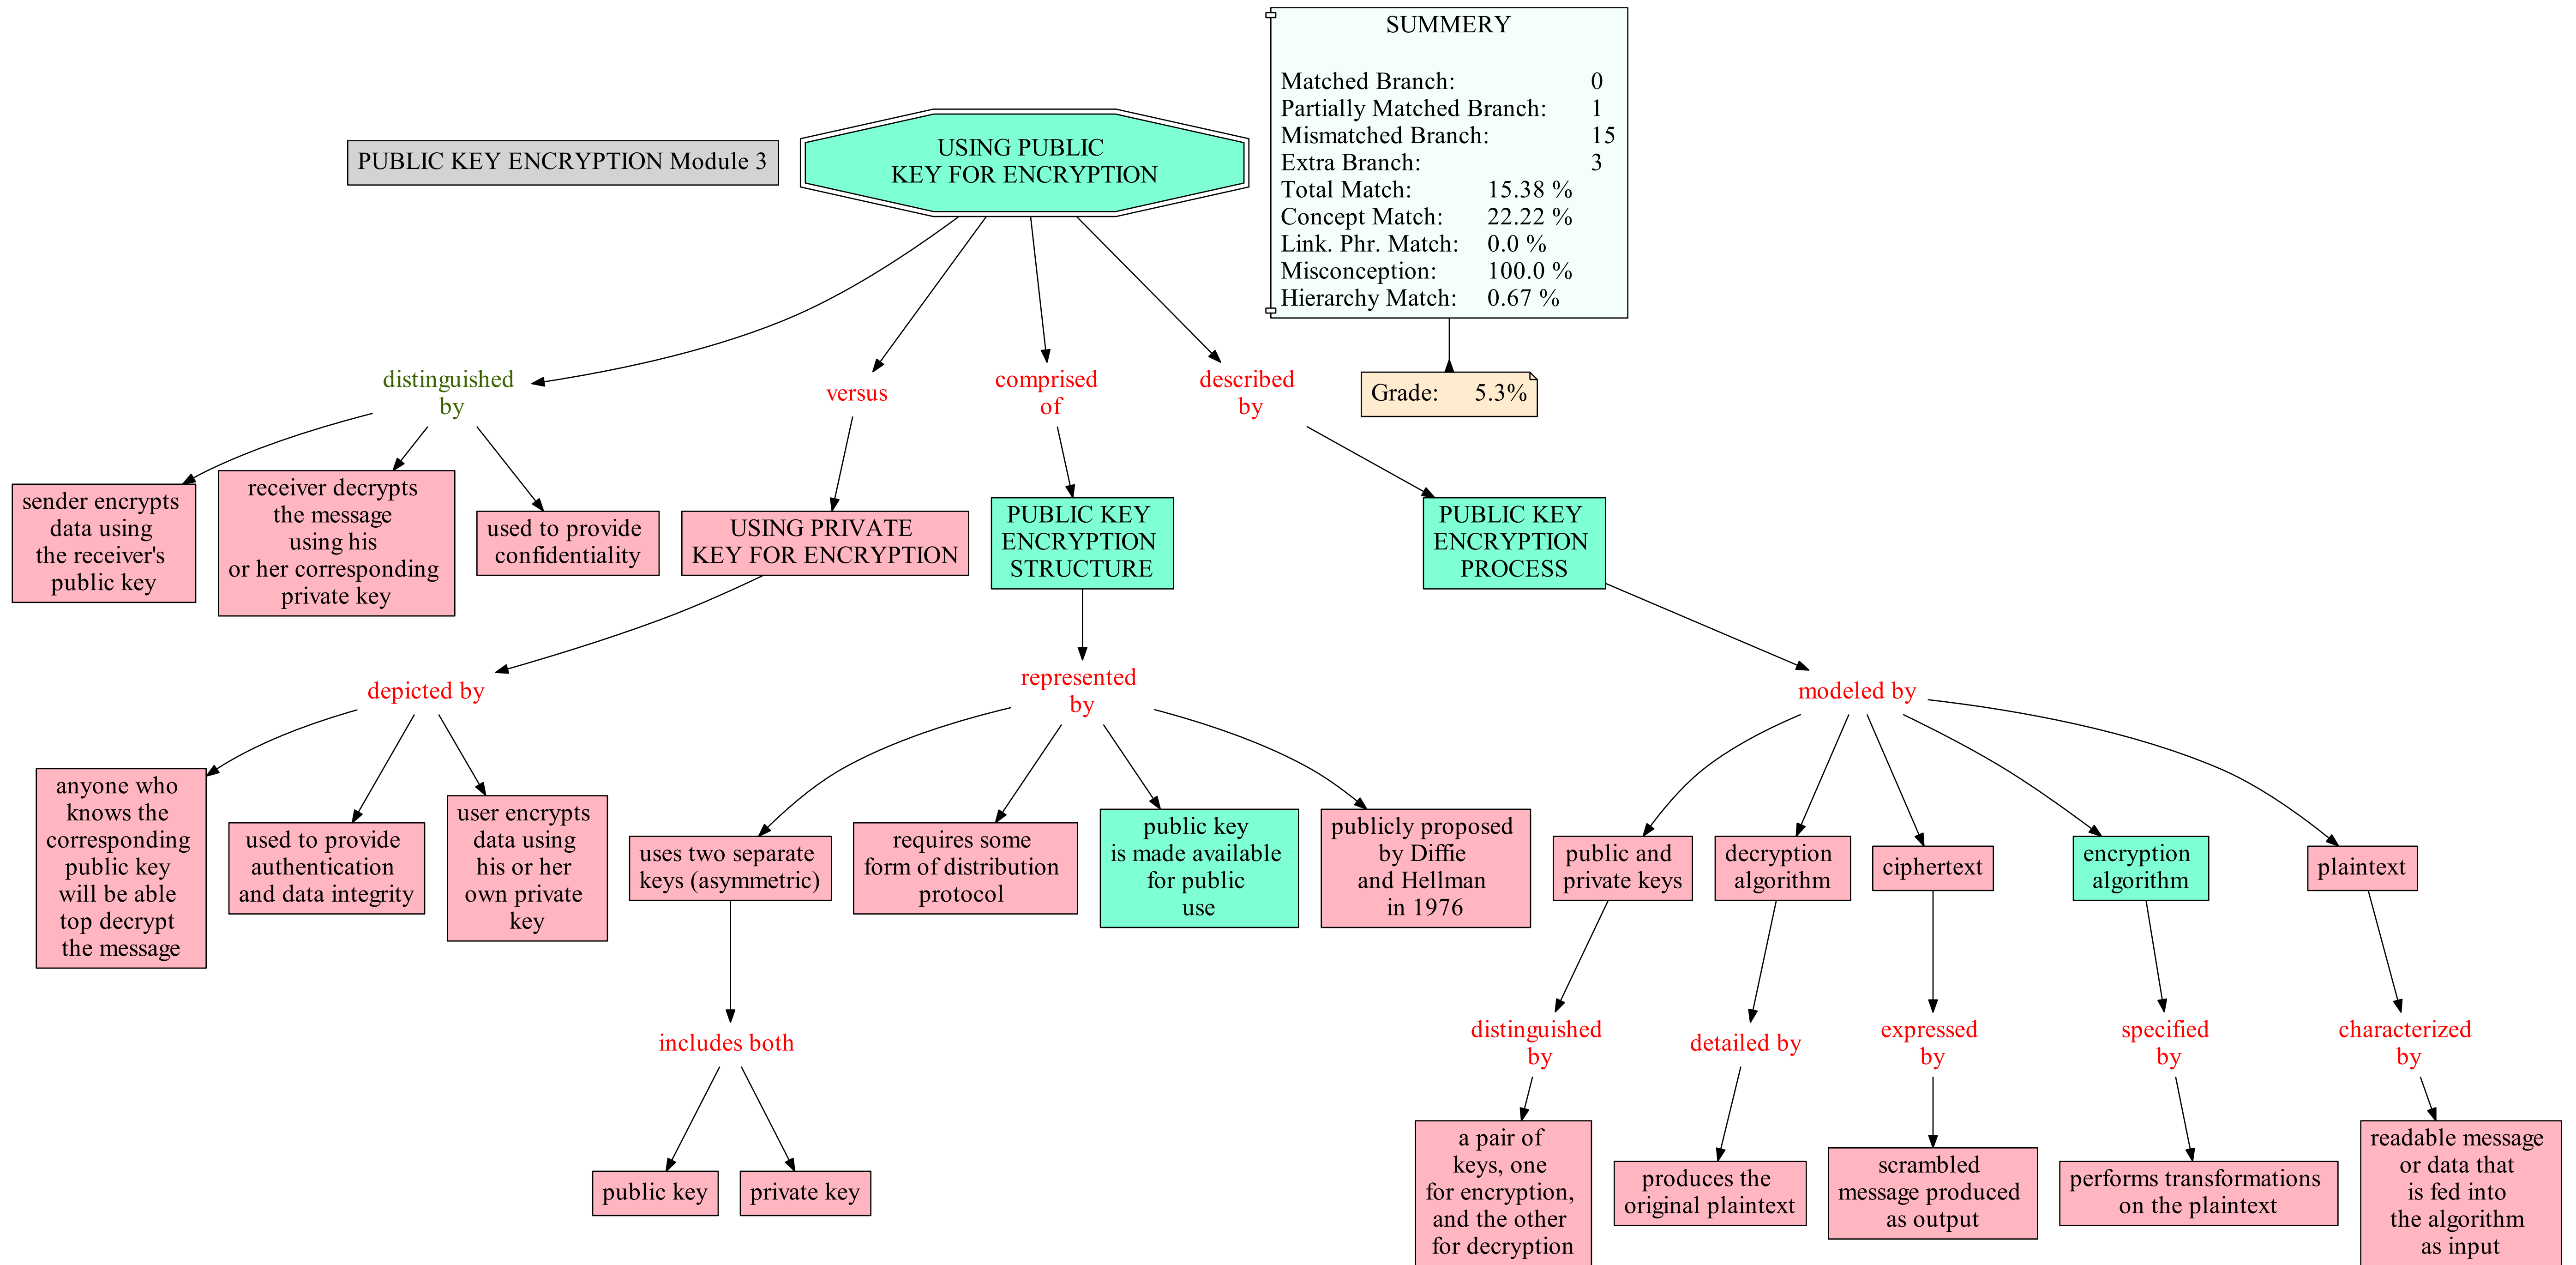 SUMMERY
Matched Branch: 0
Partially Matched Branch: 1
Mismatched Branch: 15
Extra Branch: 3
Total Match: 15.38 %
Concept Match: 22.22 %
Link. Phr. Match: 0.0 %
Misconception: 100.0 %
Hierarchy Match: 0.67 %
Grade: 5.3%
PUBLIC KEY ENCRYPTION Module 3
USING PUBLIC
KEY FOR ENCRYPTION
distinguished
by
versus
comprised
of
described
by
sender encrypts
data using
the receiver's
public key
receiver decrypts
the message
using his
or her corresponding
private key
used to provide
confidentiality
USING PRIVATE
KEY FOR ENCRYPTION
PUBLIC KEY
ENCRYPTION
STRUCTURE
PUBLIC KEY
ENCRYPTION
PROCESS
depicted by
represented
by
modeled by
anyone who
knows the
corresponding
public key
will be able
top decrypt
the message
used to provide
authentication
and data integrity
user encrypts
data using
his or her
own private
key
uses two separate
keys (asymmetric)
requires some
form of distribution
protocol
public key
is made available
for public
use
publicly proposed
by Diffie
and Hellman
in 1976
public and
private keys
decryption
algorithm
ciphertext
encryption
algorithm
plaintext
includes both
distinguished
by
detailed by
expressed
by
specified
by
characterized
by
public key
private key
a pair of
keys, one
for encryption,
and the other
for decryption
produces the
original plaintext
scrambled
message produced
as output
performs transformations
on the plaintext
readable message
or data that
is fed into
the algorithm
as input